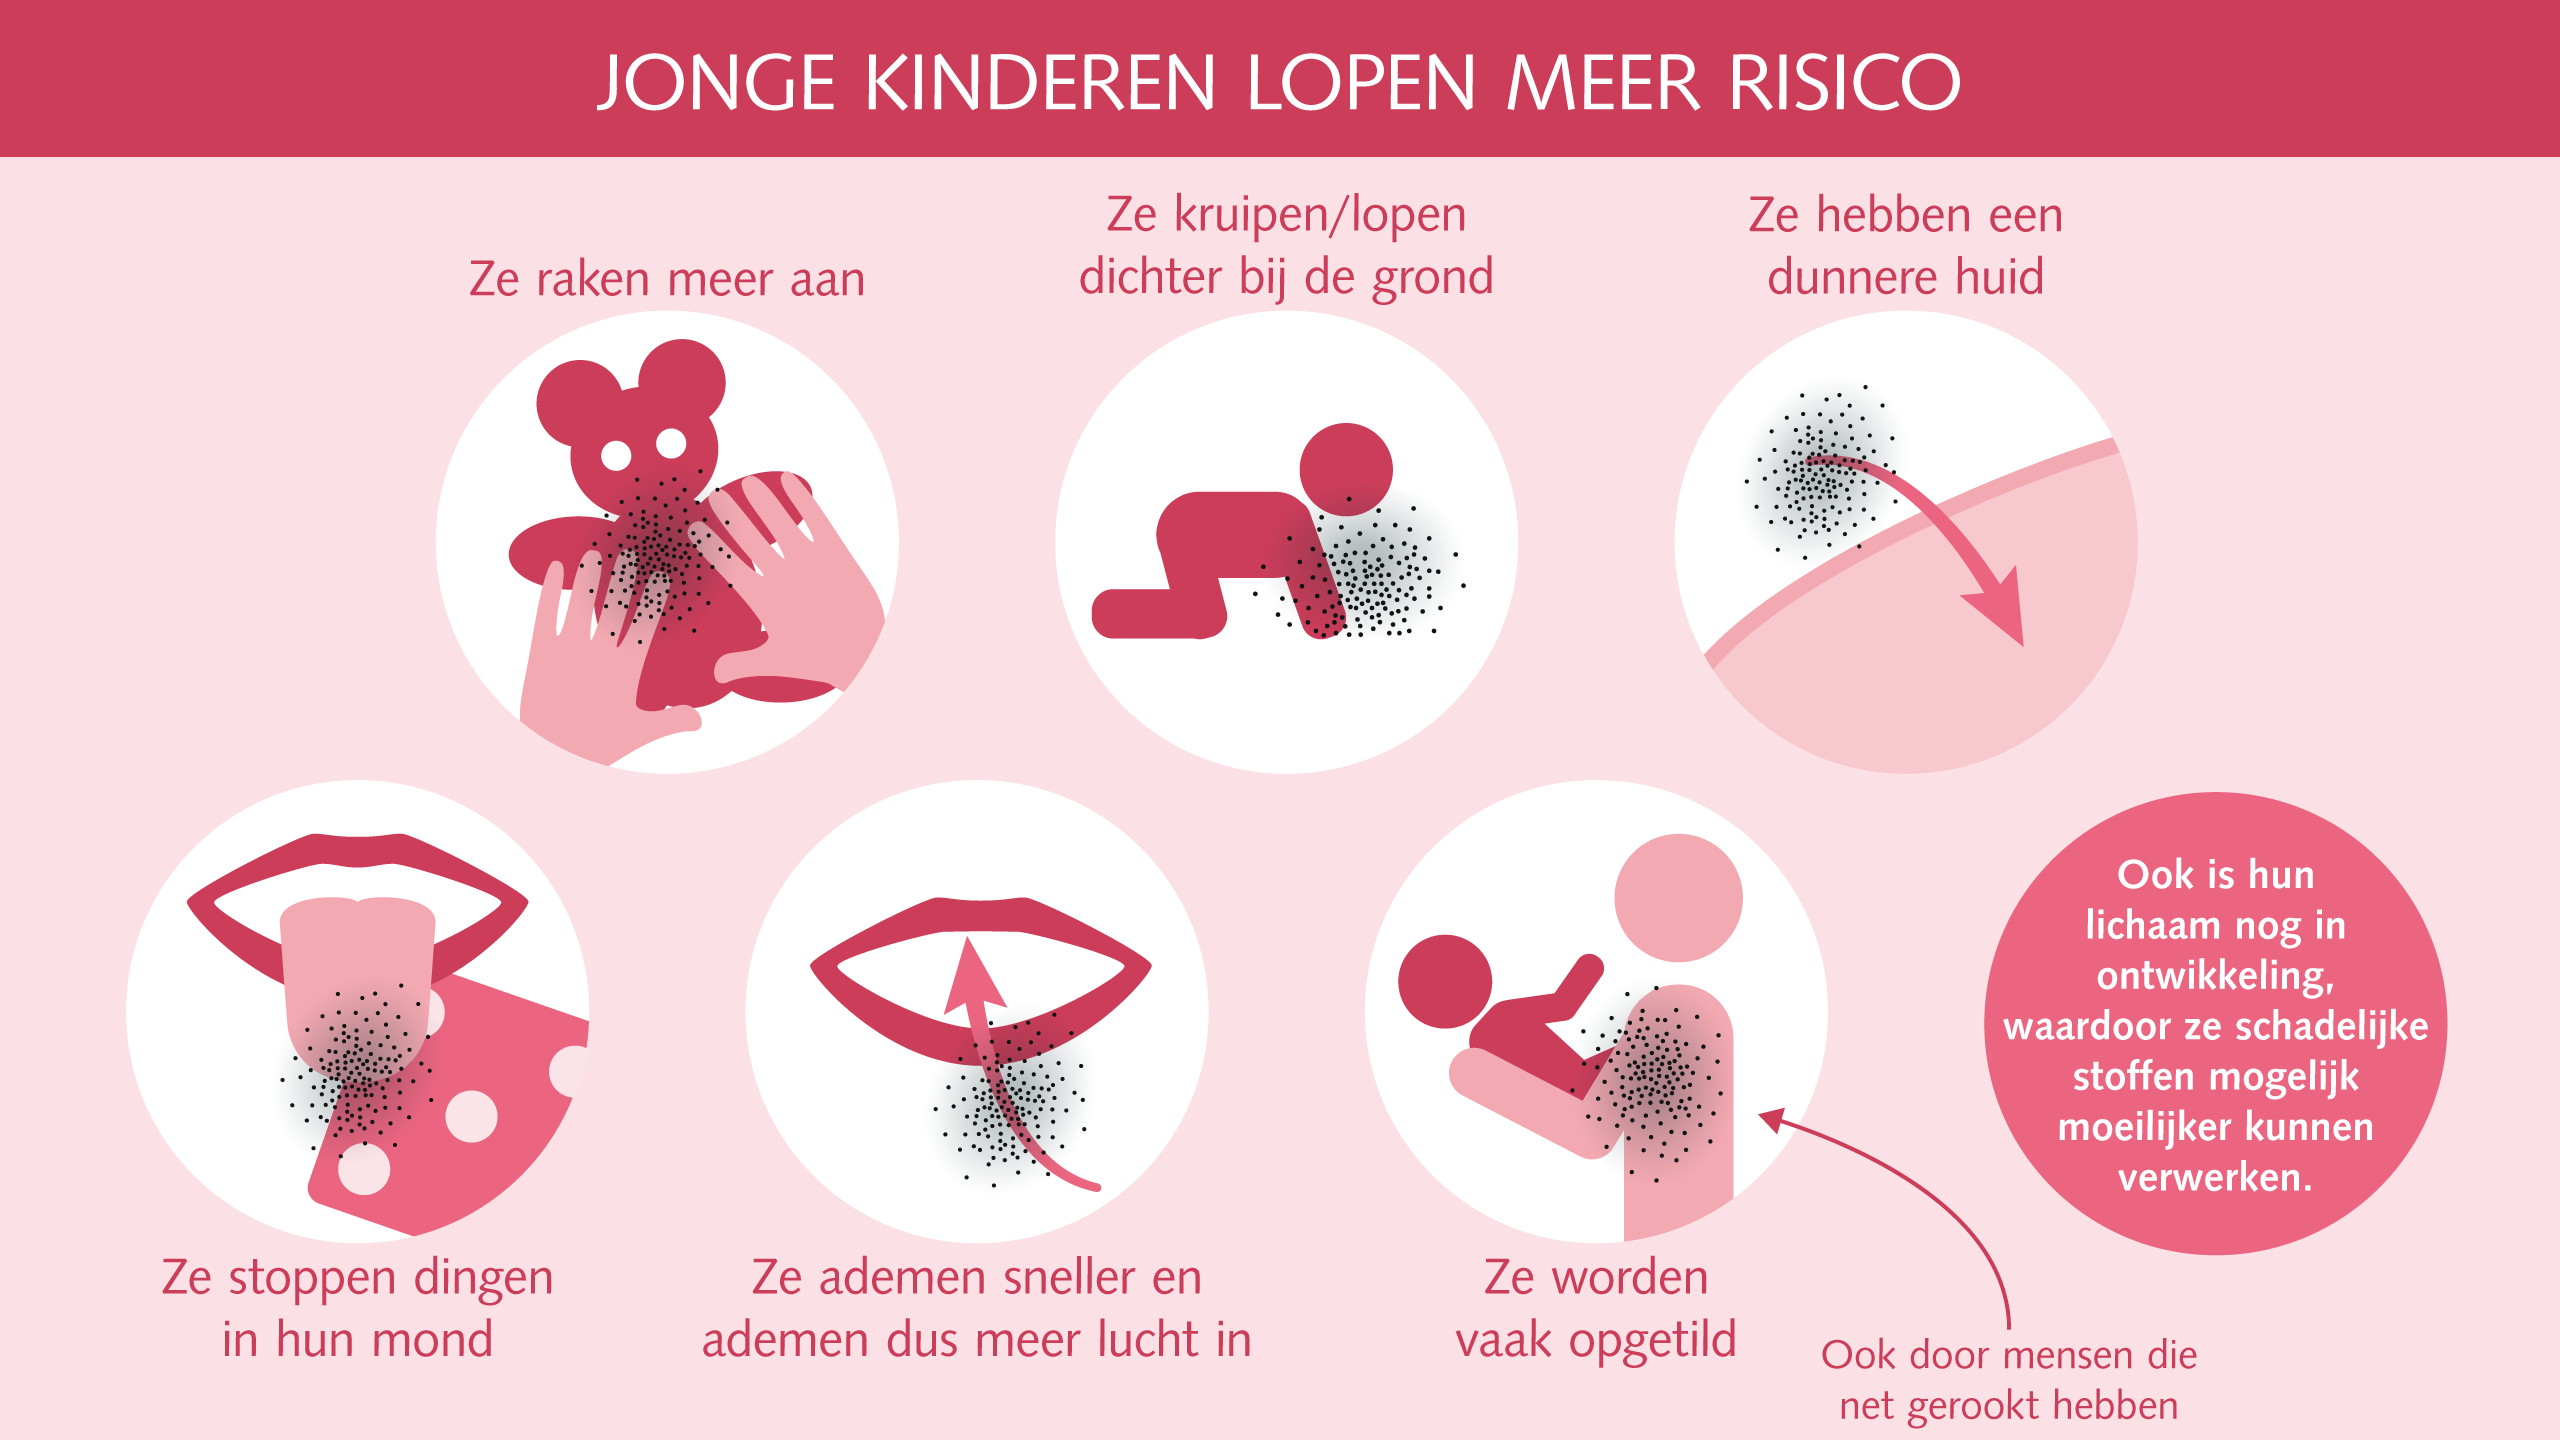 JONGE KINDEREN LOPEN MEER RISICO
Ze raken meer aan
Ze kruipen/lopen
dichter bij de grond
Ze hebben een
dunnere huid
Ze stoppen dingen
in hun mond
Ze ademen sneller en
ademen dus meer lucht in
Ze worden
vaak opgetild
Ook door mensen die
net gerookt hebben
Ook is hun
lichaam nog in
ontwikkeling,
waardoor ze schadelijke
stoffen mogelijk
moeilijker kunnen
verwerken.